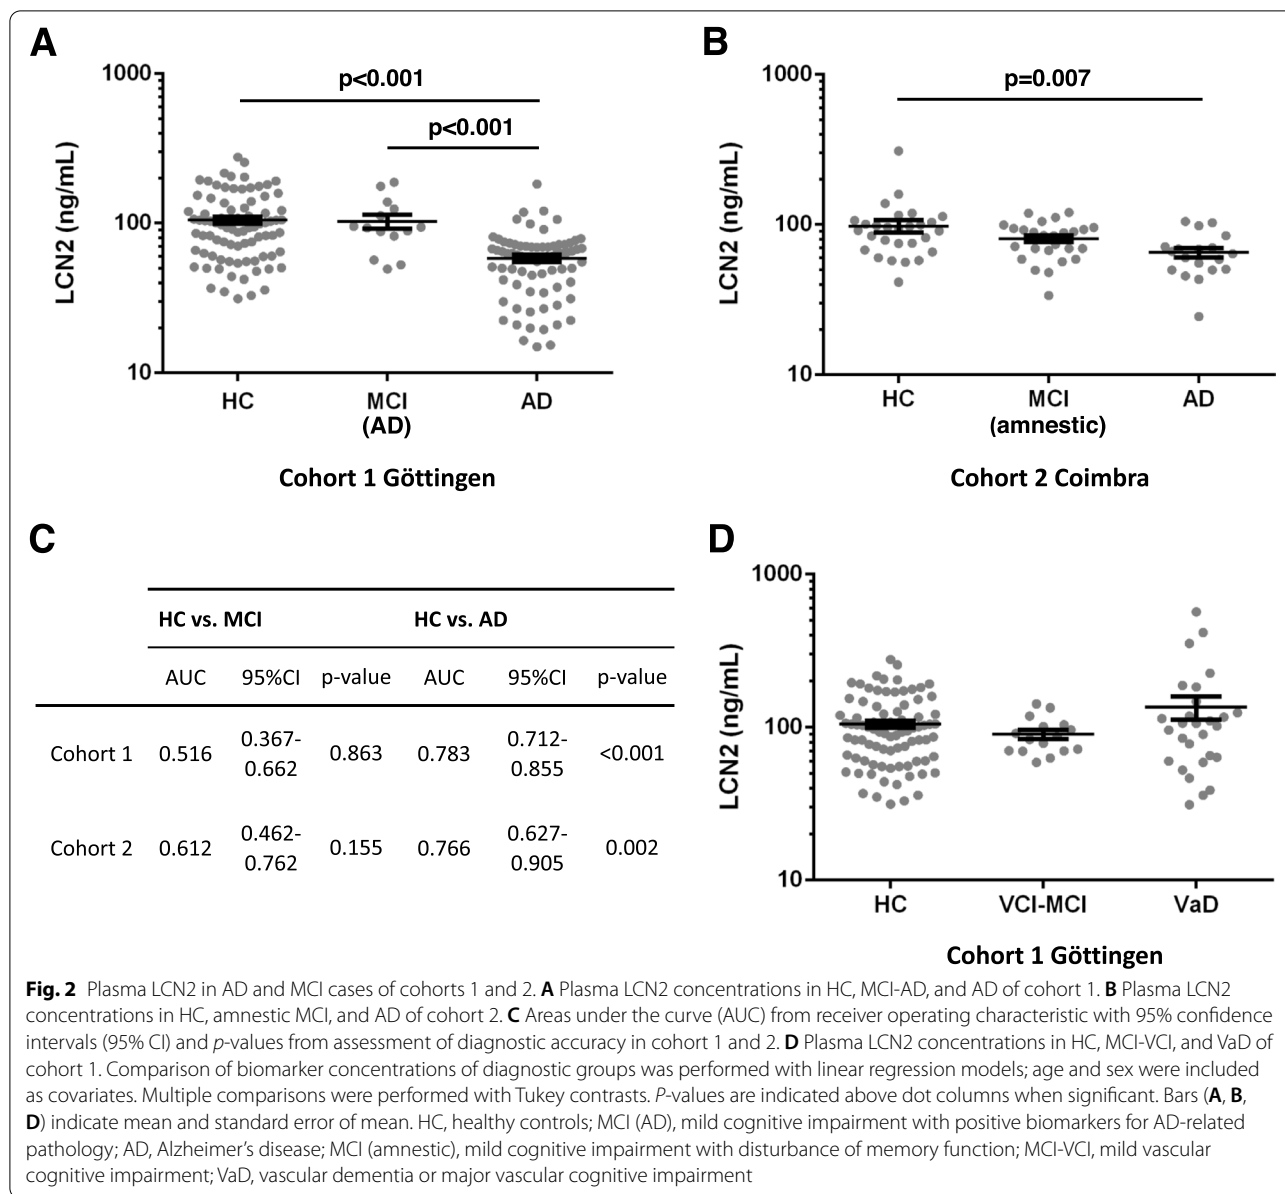 A
1000
100
10
LCN2 (ng/mL)
p<0.001
p<0.001
HC
MCI
(AD)
AD
Cohort 1 Göttingen
B
1000
100
10
LCN2 (ng/mL)
p=0.007
HC
MCI
(amnestic)
AD
Cohort 2 Coimbra
C
HC vs. MCI HC vs. AD
AUC 95%CI p-value AUC 95%CI p-value
Cohort 1 0.516 0.367-0.662 0.863 0.783 0.712-0.855 <0.001
Cohort 2 0.612 0.462-0.762 0.155 0.766 0.627-0.905 0.002
D
1000
100
10
LCN2 (ng/mL)
HC
VCI-MCI
VaD
Cohort 1 Göttingen
Fig. 2 Plasma LCN2 in AD and MCI cases of cohorts 1 and 2. A Plasma LCN2 concentrations in HC, MCI-AD, and AD of cohort 1. B Plasma LCN2
concentrations in HC, amnestic MCI, and AD of cohort 2. C Areas under the curve (AUC) from receiver operating characteristic with 95% confidence
intervals (95% CI) and p-values from assessment of diagnostic accuracy in cohort 1 and 2. D Plasma LCN2 concentrations in HC, MCI-VCI, and VaD of
cohort 1. Comparison of biomarker concentrations of diagnostic groups was performed with linear regression models; age and sex were included
as covariates. Multiple comparisons were performed with Tukey contrasts. P-values are indicated above dot columns when significant. Bars (A, B,
D) indicate mean and standard error of mean. HC, healthy controls; MCI (AD), mild cognitive impairment with positive biomarkers for AD-related
pathology; AD, Alzheimer's disease; MCI (amnestic), mild cognitive impairment with disturbance of memory function; MCI-VCI, mild vascular
cognitive impairment; VaD, vascular dementia or major vascular cognitive impairment